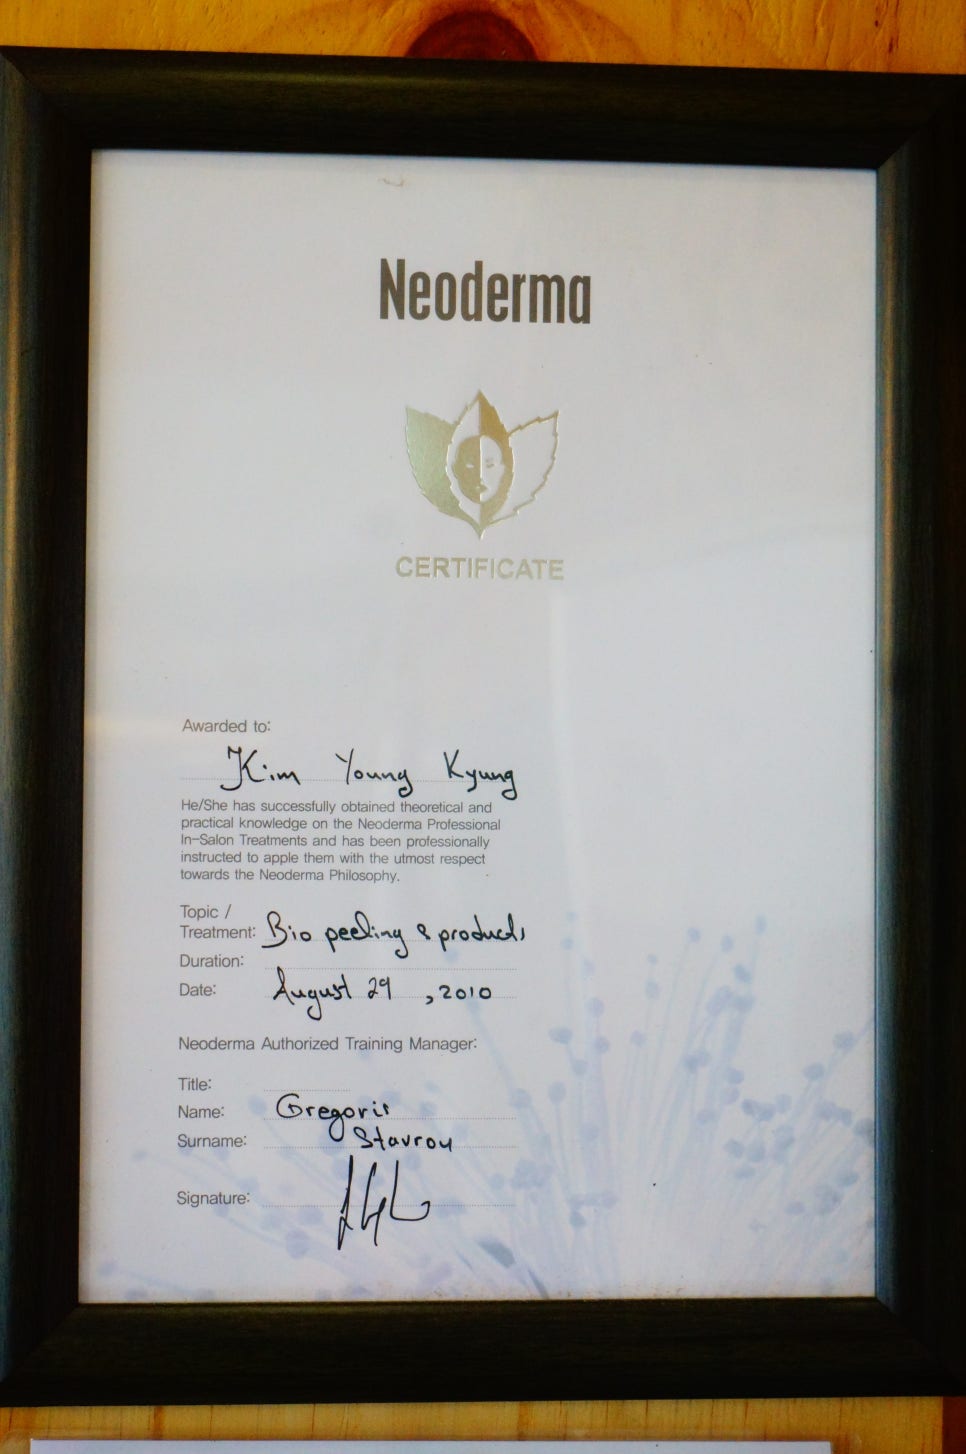 Neoderma
CERTIFICATE
Awarded to:
Kim Young Kyung
He/She has successfully obtained theoretical and
practical knowledge on the Neoderma Professional
In-Salon Treatments and has been professionally
instructed to apple them with the utmost respect
towards the Neoderma Philosophy.
Topic /
Treatment: Bio peeling & products
Duration:
Date: August 29, 2010
Neoderma Authorized Training Manager:
Title:
Name: Gregoris
Surname: Stavrou
Signature: